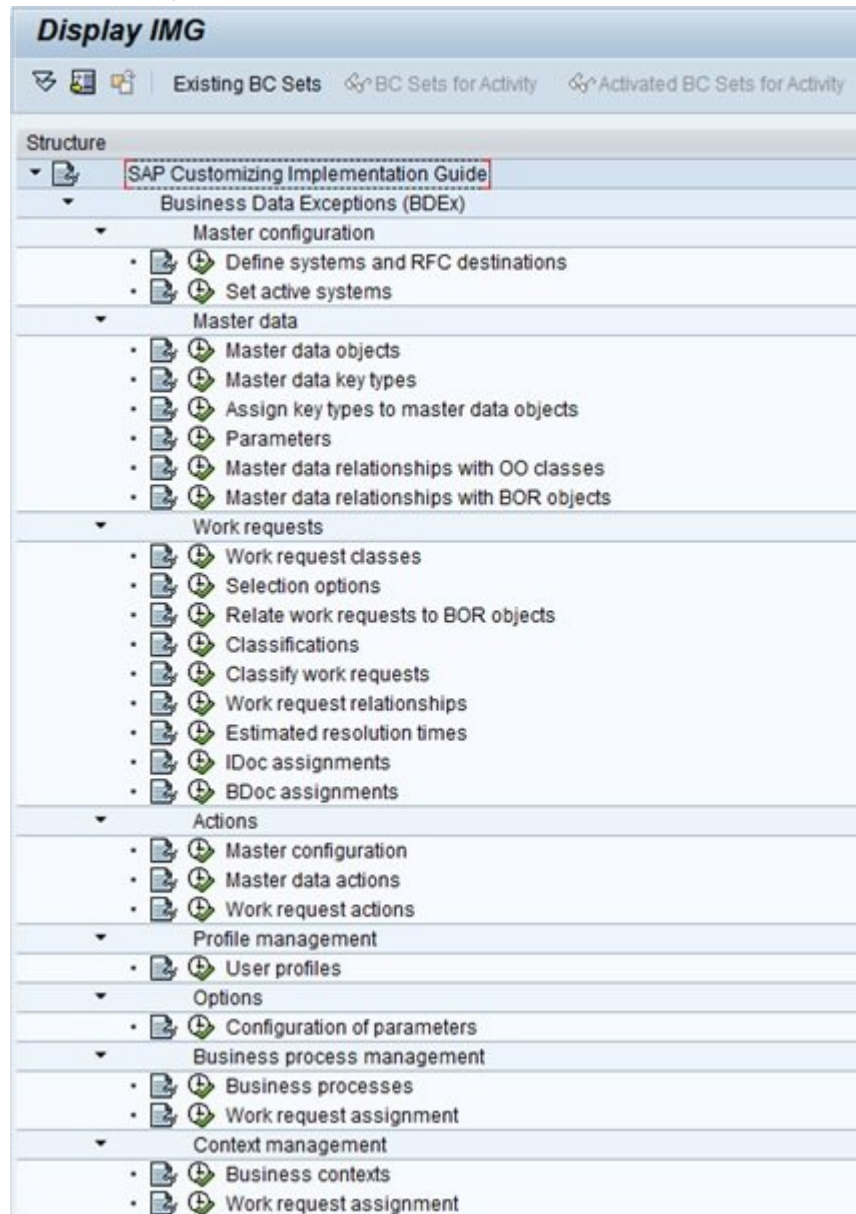 Display IMG
Existing BC Sets BC Sets for Activity Activated BC Sets for Activity
Structure
SAP Customizing Implementation Guide
Business Data Exceptions (BDEx)
Master configuration
Define systems and RFC destinations
Set active systems
Master data
Master data objects
Master data key types
Assign key types to master data objects
Parameters
Master data relationships with OO classes
Master data relationships with BOR objects
Work requests
Work request classes
Selection options
Relate work requests to BOR objects
Classifications
Classify work requests
Work request relationships
Estimated resolution times
IDoc assignments
BDoc assignments
Actions
Master configuration
Master data actions
Work request actions
Profile management
User profiles
Options
Configuration of parameters
Business process management
Business processes
Work request assignment
Context management
Business contexts
Work request assignment